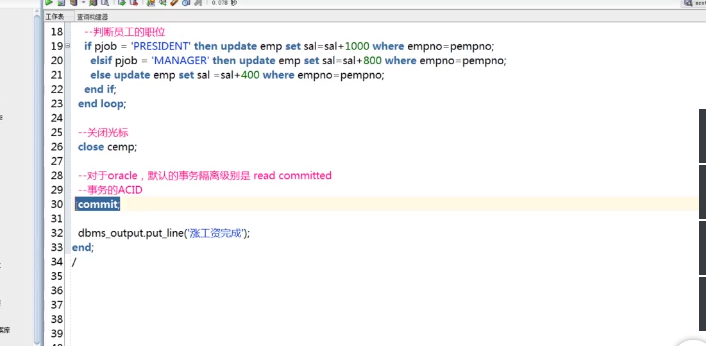 0.078 秒
工作表 查询构建器
18 --判断员工的职位
19 if pjob = 'PRESIDENT' then update emp set sal=sal+1000 where empno=pempno;
20 elsif pjob = 'MANAGER' then update emp set sal=sal+800 where empno=pempno;
21 else update emp set sal =sal+400 where empno=pempno;
22 end if;
23 end loop;
24
25 --关闭光标
26 close cemp;
27
28 --对于oracle，默认的事务隔离级别是 read committed
29 --事务的ACID
30 commit;
31
32 dbms_output.put_line('涨工资完成');
33 end;
34 /
35
36
37
38
39